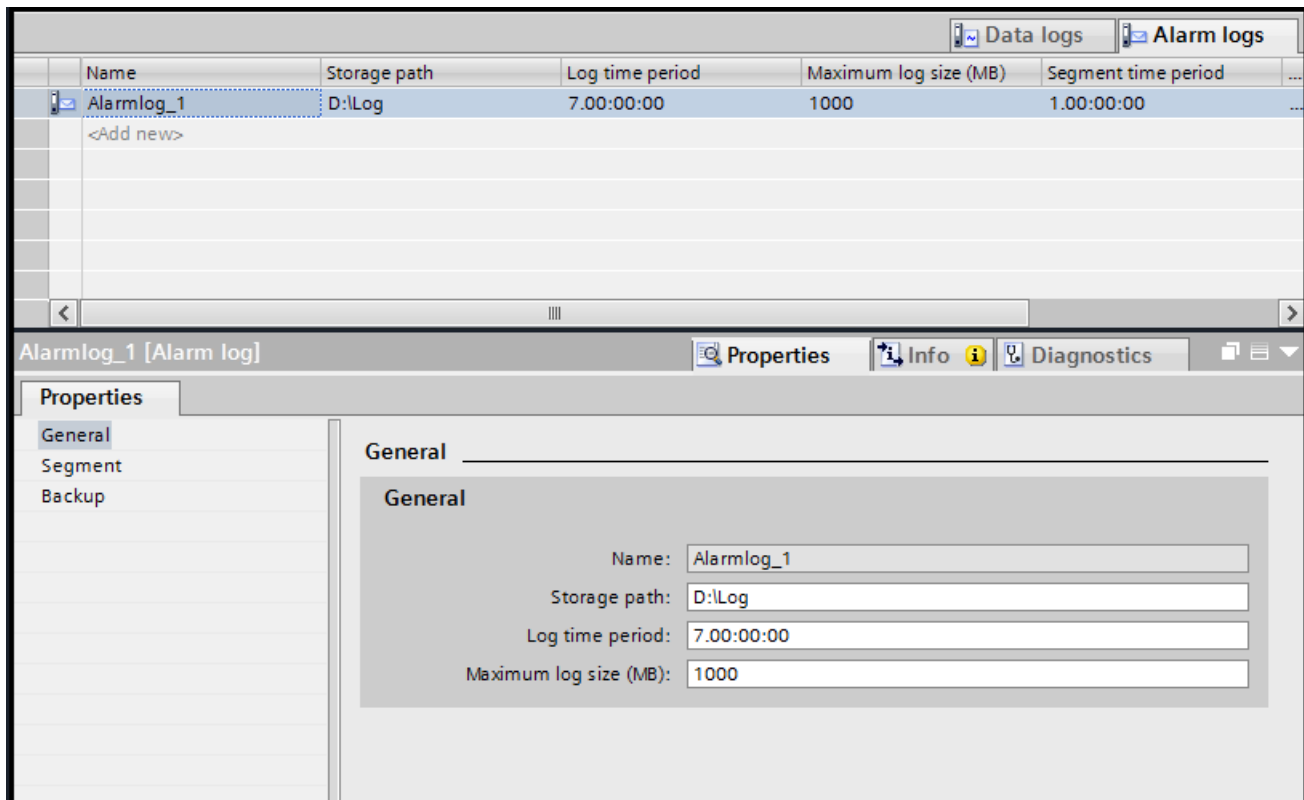 Data logs Alarm logs
Name Storage path Log time period Maximum log size (MB) Segment time period ...
Alarmlog_1 D:\Log 7.00:00:00 1000 1.00:00:00 ...
<Add new>
Alarmlog_1 [Alarm log] Properties Info Diagnostics
Properties
General
Segment
Backup
General
General
Name: Alarmlog_1
Storage path: D:\Log
Log time period: 7.00:00:00
Maximum log size (MB): 1000